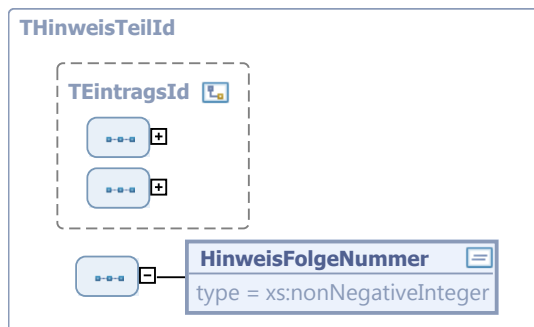 THinweisTeilId
TEintragsId
HinweisFolgeNummer
type = xs:nonNegativeInteger